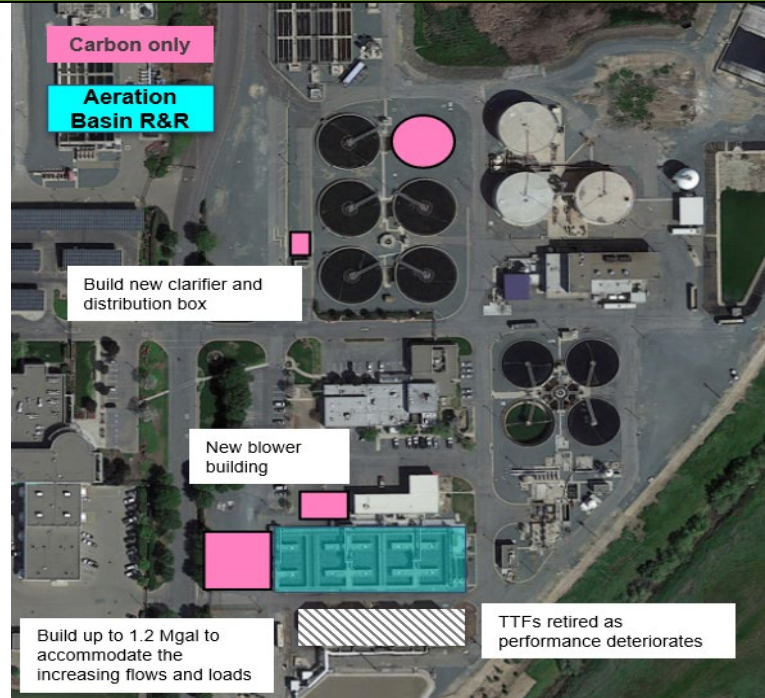 Carbon only
Aeration
Basin R&R
Build new clarifier and
distribution box
New blower
building
Build up to 1.2 Mgal to
accommodate the
increasing flows and loads
TTFs retired as
performance deteriorates